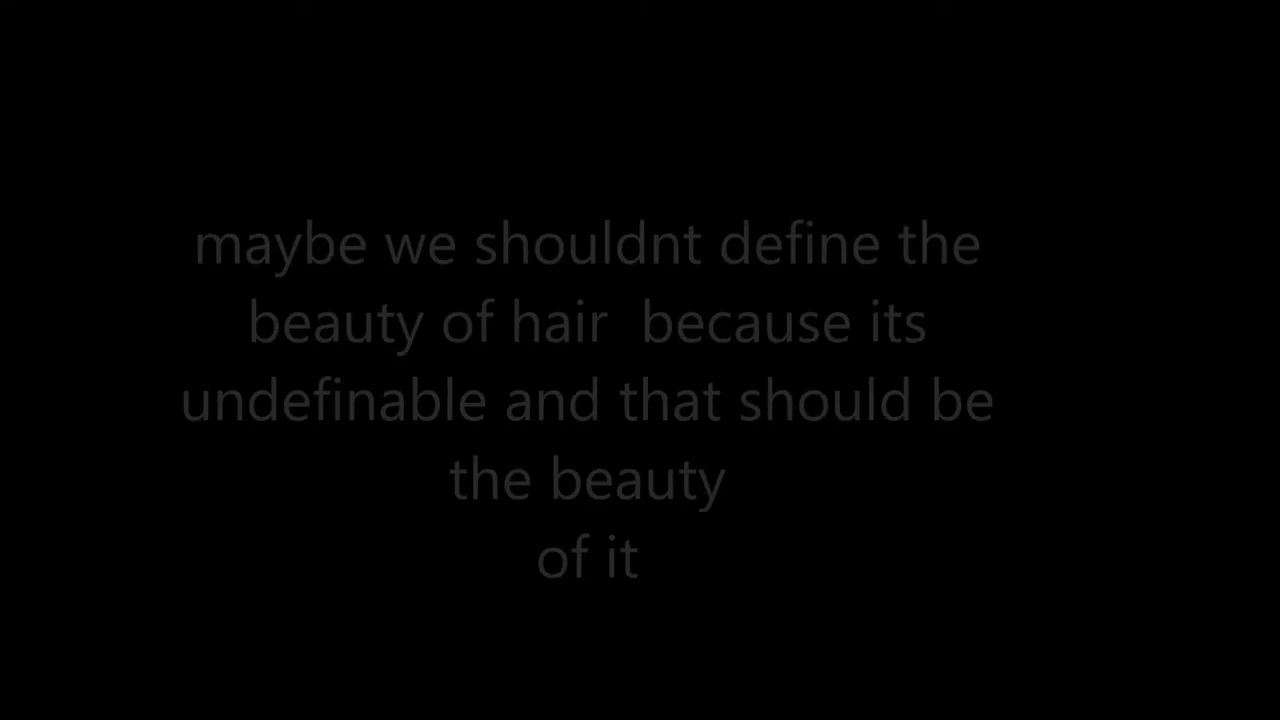 maybe we shouldnt define the
beauty of hair  because its
undefinable and that should be
the beauty
of it